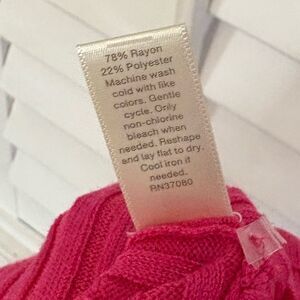 78% Rayon
22% Polyester
Machine wash
cold with like
colors. Gentle
cycle. Only
non-chlorine
bleach when
needed. Reshape
and lay flat to dry.
Cool iron if
needed.
RN37080